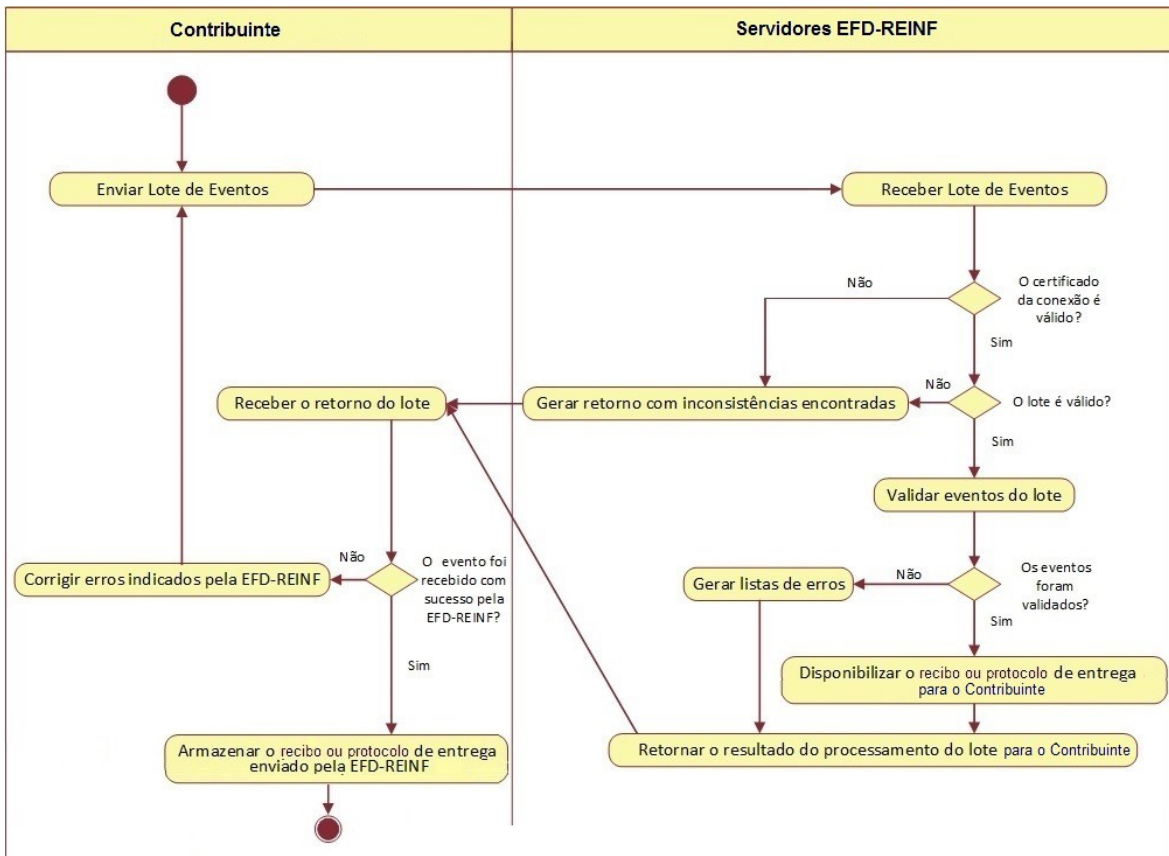 Contribuinte
Servidores EFD-REINF
Enviar Lote de Eventos
Receber Lote de Eventos
Não
O certificado
da conexão é
válido?
Sim
Receber o retorno do lote
Gerar retorno com inconsistências encontradas
Não
O lote é válido?
Sim
Validar eventos do lote
Corrigir erros indicados pela EFD-REINF
Não
O evento foi
recebido com
sucesso pela
EFD-REINF?
Gerar listas de erros
Não
Os eventos
foram
validados?
Sim
Sim
Disponibilizar o recibo ou protocolo de entrega
para o Contribuinte
Armazenar o recibo ou protocolo de entrega
enviado pela EFD-REINF
Retornar o resultado do processamento do lote para o Contribuinte